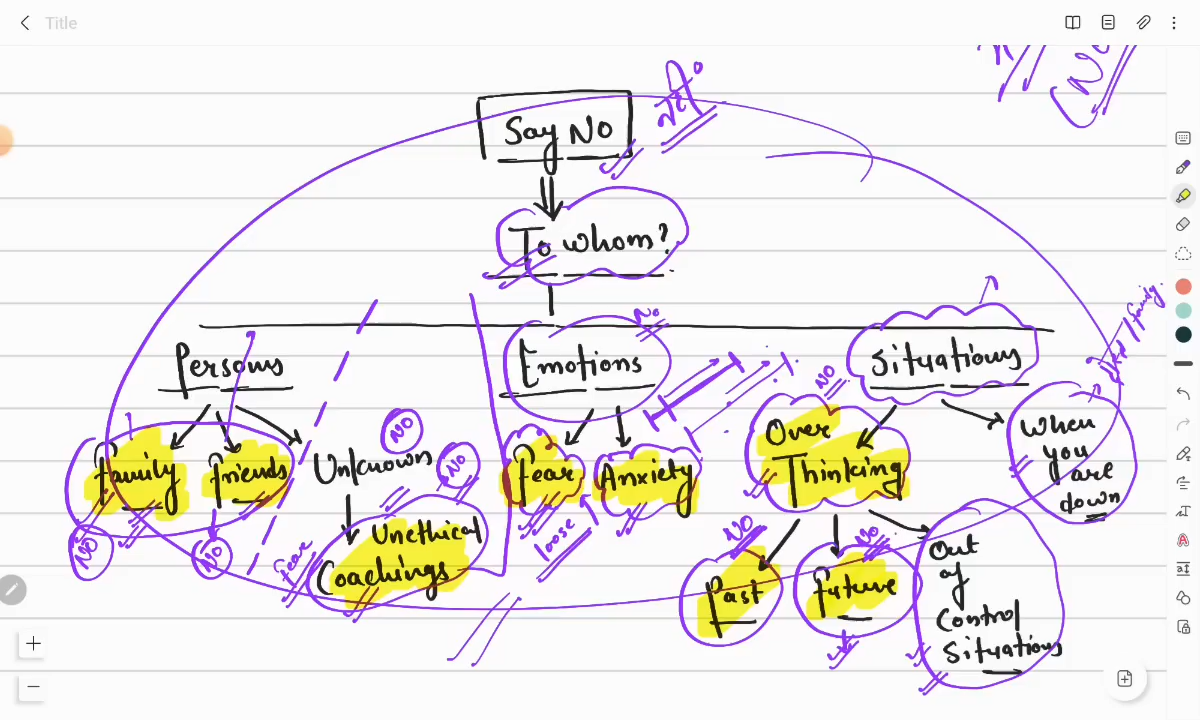 Title
Say No
नहीं
To whom?
Persons
Emotions
No
Situations
Family
friends
Unknown
NO
NO
Unethical
Coachings
fear
NO
NO
Fear
Anxiety
loose
NO
Over
Thinking
When
you
are
down
NO
Past
No
future
Out
of
Control
Situations